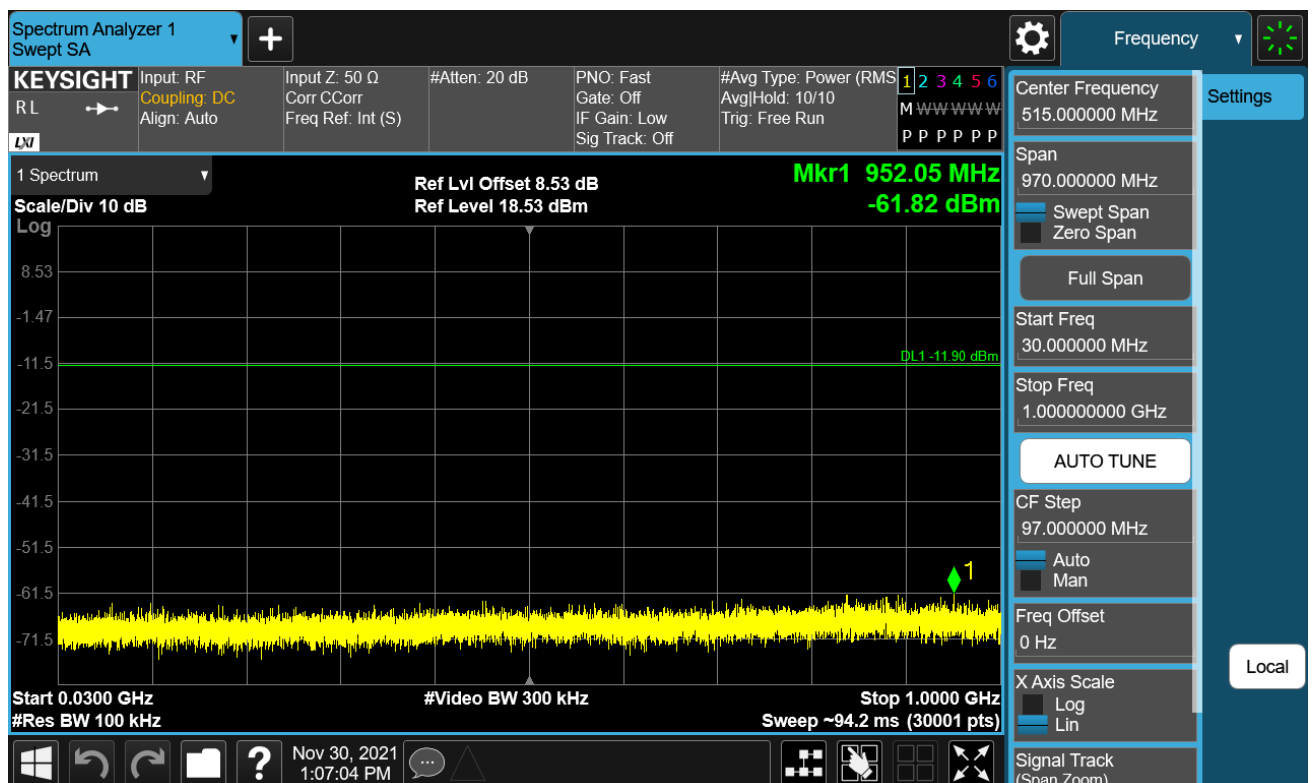 Spectrum Analyzer 1
Swept SA
Frequency
KEYSIGHT
R L
LXI
Input: RF
Coupling: DC
Align: Auto
Input Z: 50 Ω
Corr CCorr
Freq Ref: Int (S)
#Atten: 20 dB
PNO: Fast
Gate: Off
IF Gain: Low
Sig Track: Off
#Avg Type: Power (RMS
Avg|Hold: 10/10
Trig: Free Run
1 2 3 4 5 6
M W W W W W
P P P P P P
1 Spectrum
Scale/Div 10 dB
Log
Ref Lvl Offset 8.53 dB
Ref Level 18.53 dBm
Mkr1 952.05 MHz
-61.82 dBm
8.53
-1.47
-11.5
DL1 -11.90 dBm
-21.5
-31.5
-41.5
-51.5
1
-61.5
-71.5
Start 0.0300 GHz
#Video BW 300 kHz
Stop 1.0000 GHz
#Res BW 100 kHz
Sweep ~94.2 ms (30001 pts)
?
Nov 30, 2021
1:07:04 PM
Center Frequency
515.000000 MHz
Span
970.000000 MHz
Swept Span
Zero Span
Full Span
Start Freq
30.000000 MHz
Stop Freq
1.000000000 GHz
AUTO TUNE
CF Step
97.000000 MHz
Auto
Man
Freq Offset
0 Hz
X Axis Scale
Log
Lin
Signal Track
(Span Zoom)
Settings
Local